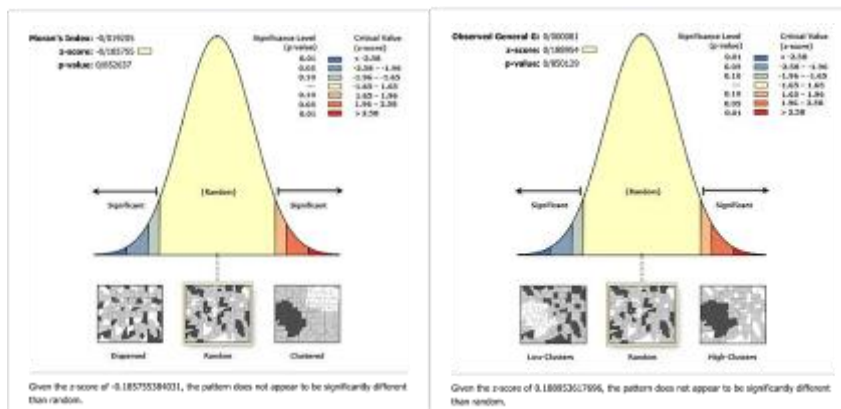 Moran's Index: -0/019205
z-score: -0/185755
p-value: 0/852637
Significance Level
(p-value)
0.01
0.05
0.10
—
0.10
0.05
0.01
Critical Value
(z-score)
< -2.58
-2.58 – -1.96
-1.96 – -1.65
-1.65 – 1.65
1.65 – 1.96
1.96 – 2.58
> 2.58
(Random)
Significant
Significant
Dispersed
Random
Clustered
Given the z-score of -0.185755384031, the pattern does not appear to be significantly different
than random.
Observed General G: 0/000001
z-score: 0/188954
p-value: 0/850129
Significance Level
(p-value)
0.01
0.05
0.10
—
0.10
0.05
0.01
Critical Value
(z-score)
< -2.58
-2.58 – -1.96
-1.96 – -1.65
-1.65 – 1.65
1.65 – 1.96
1.96 – 2.58
> 2.58
(Random)
Significant
Significant
Low-Clusters
Random
High-Clusters
Given the z-score of 0.188953617696, the pattern does not appear to be significantly different
than random.